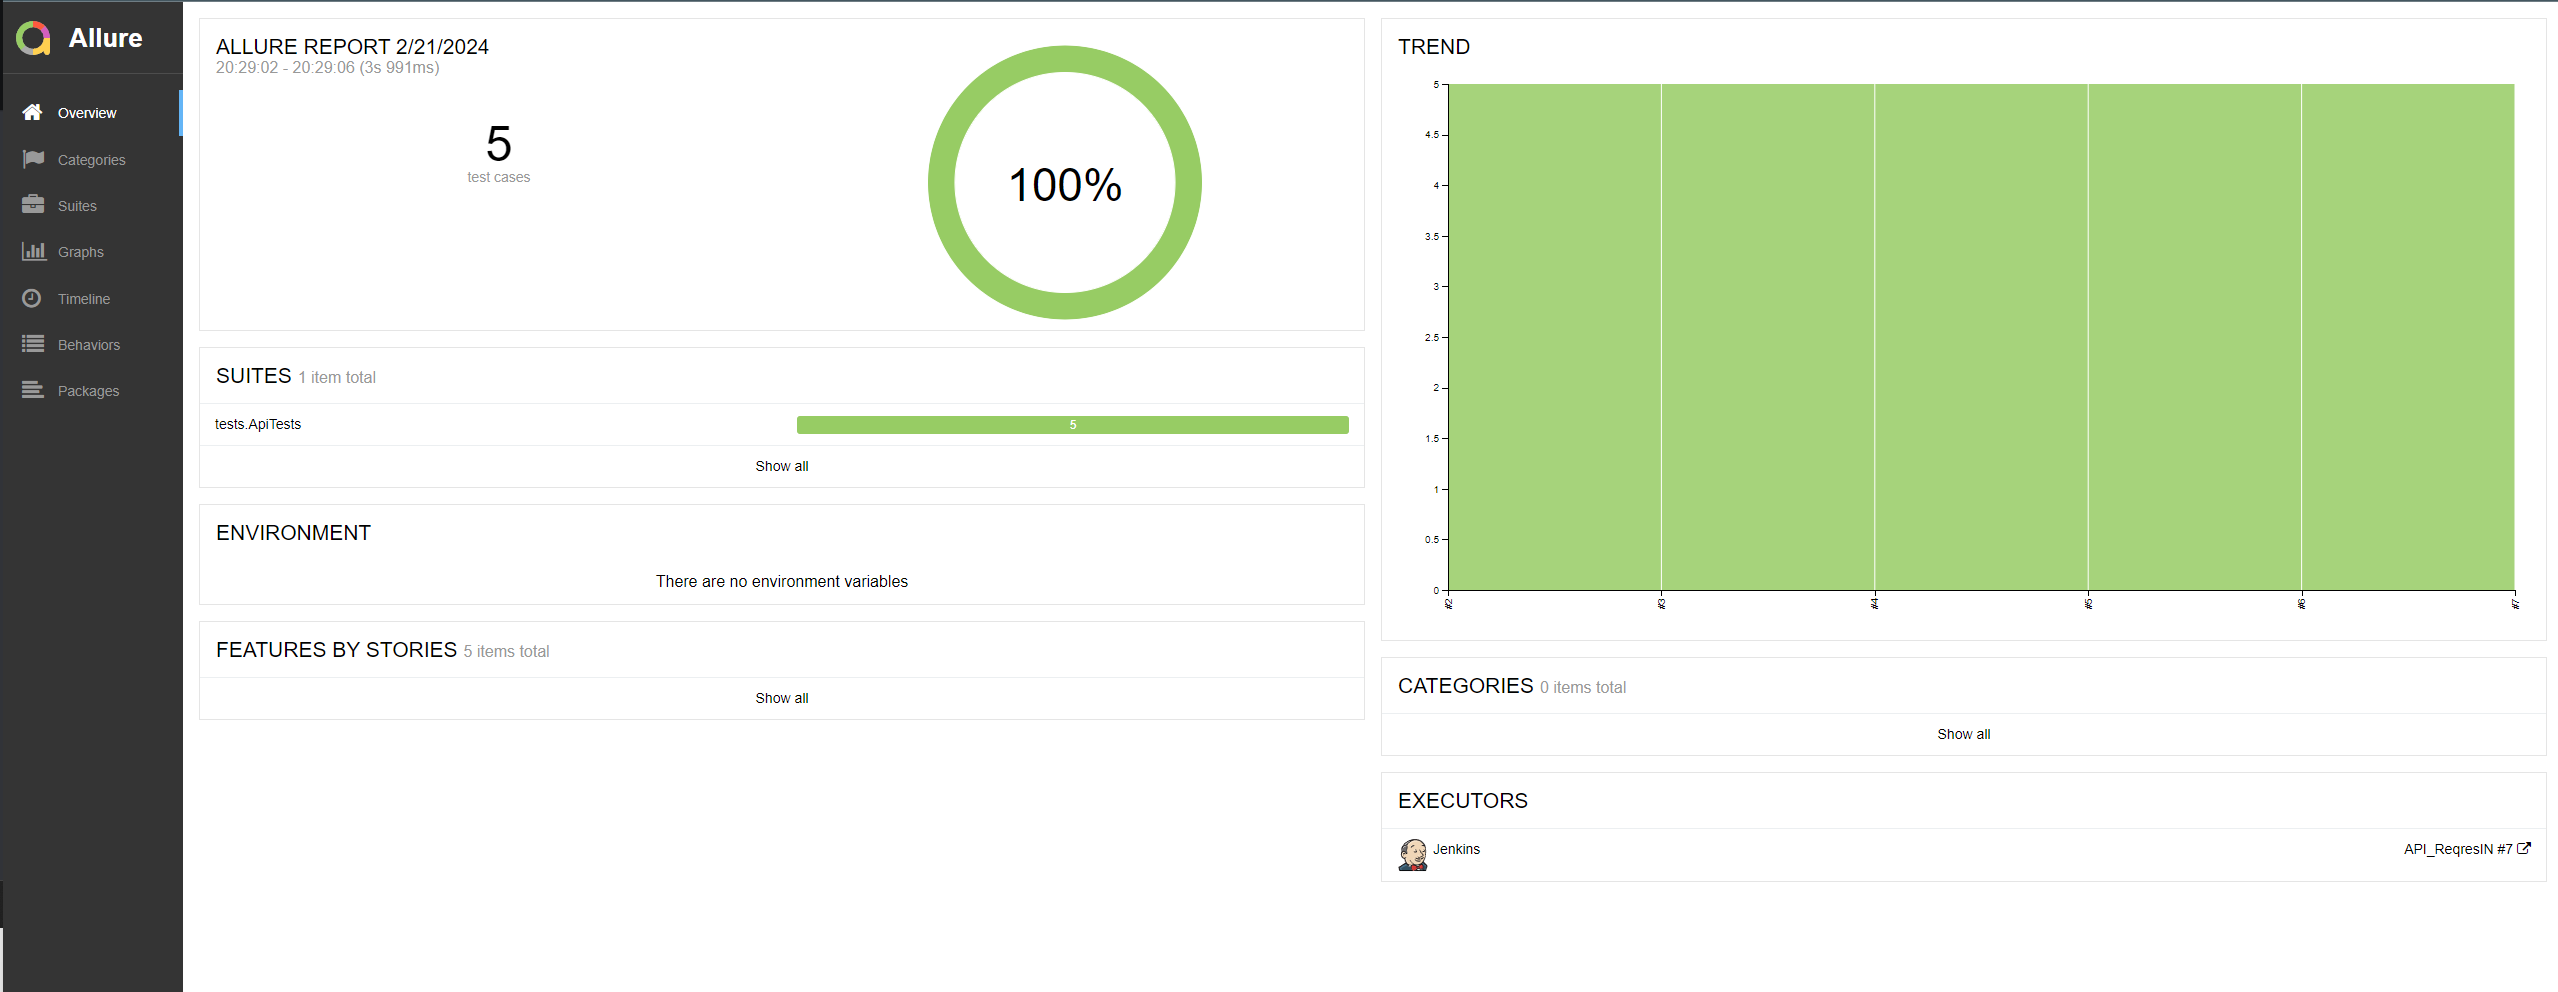 Allure
Overview
Categories
Suites
Graphs
Timeline
Behaviors
Packages
ALLURE REPORT 2/21/2024
20:29:02 - 20:29:06 (3s 991ms)
5
test cases
100%
SUITES 1 item total
tests.ApiTests 5
Show all
ENVIRONMENT
There are no environment variables
FEATURES BY STORIES 5 items total
Show all
TREND
5
4.5
4
3.5
3
2.5
2
1.5
1
0.5
0
#2 #3 #4 #5 #6 #7
CATEGORIES 0 items total
Show all
EXECUTORS
Jenkins API_ReqresIN #7